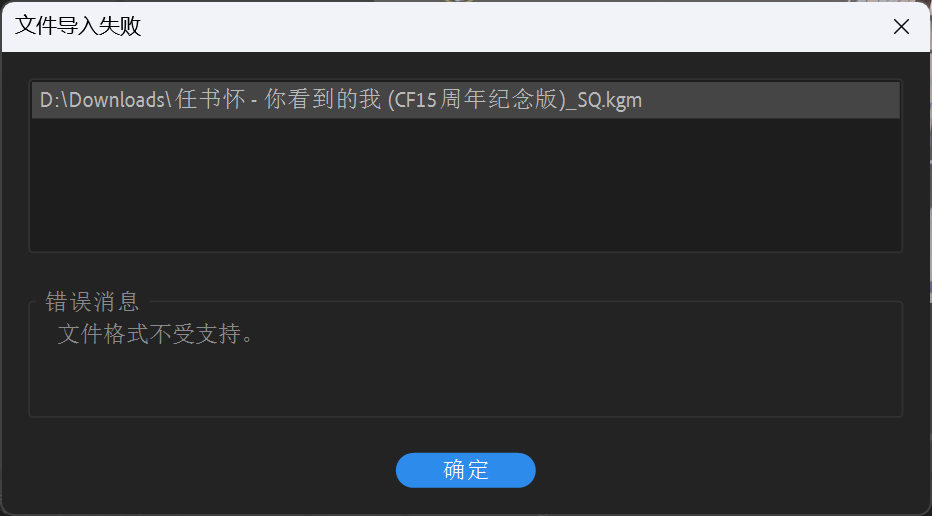 文件导入失败
D:\Downloads\任书怀 - 你看到的我 (CF15周年纪念版)_SQ.kgm
错误消息
文件格式不受支持。
确定